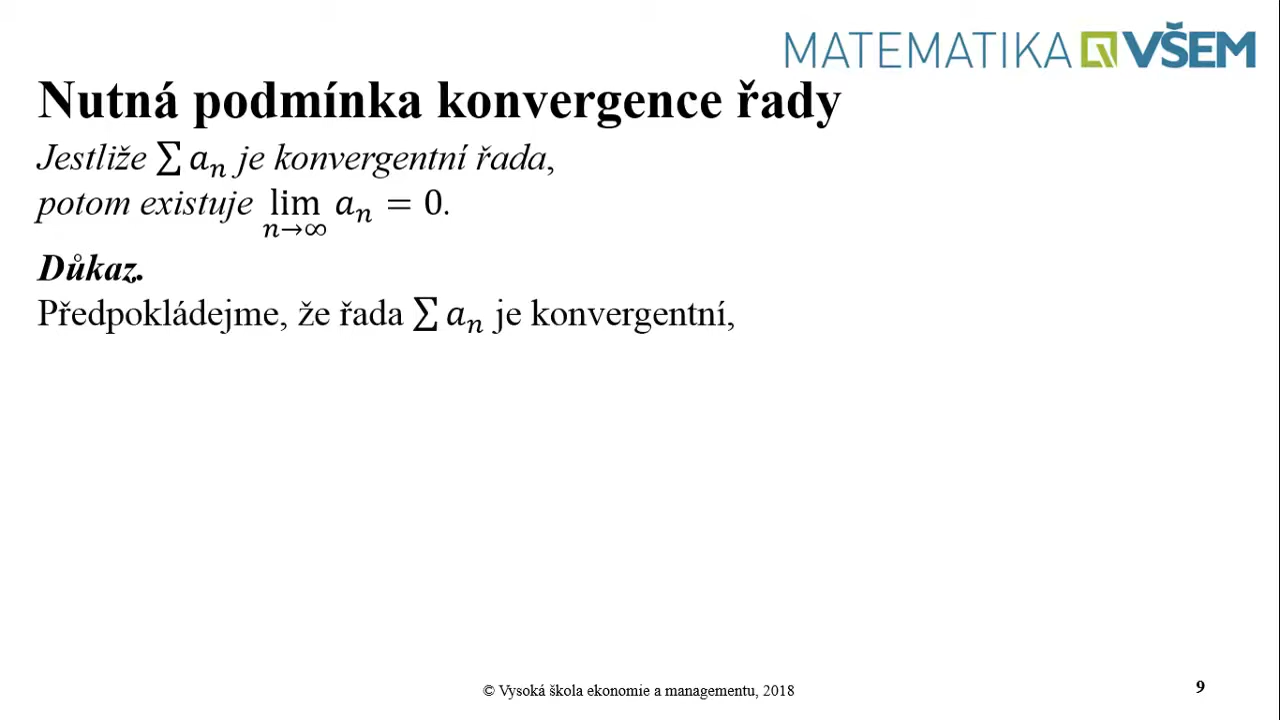 MATEMATIKA VŠEM
Nutná podmínka konvergence řady
Jestliže ∑ aₙ je konvergentní řada,
potom existuje lim aₙ = 0.
n→∞
Důkaz.
Předpokládejme, že řada ∑ aₙ je konvergentní,
© Vysoká škola ekonomie a managementu, 2018
9